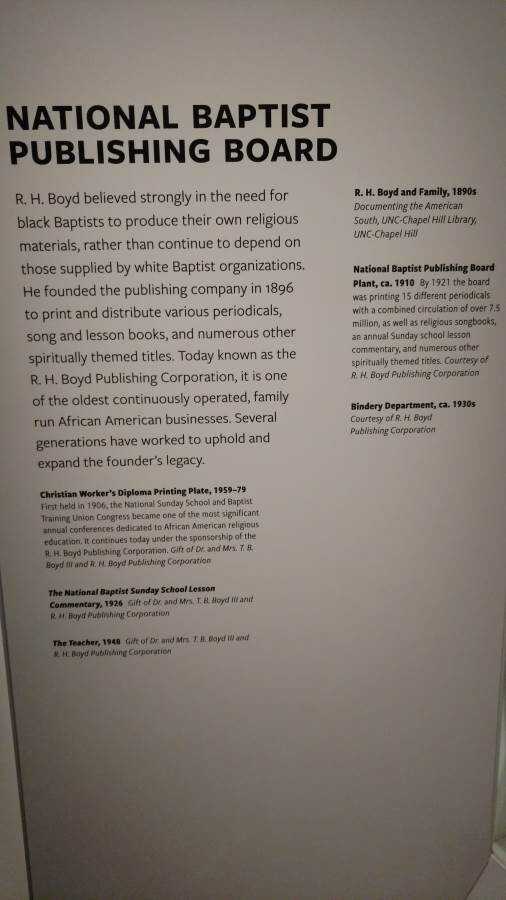 NATIONAL BAPTIST
PUBLISHING BOARD
R. H. Boyd believed strongly in the need for
black Baptists to produce their own religious
materials, rather than continue to depend on
those supplied by white Baptist organizations.
He founded the publishing company in 1896
to print and distribute various periodicals,
song and lesson books, and numerous other
spiritually themed titles. Today known as the
R. H. Boyd Publishing Corporation, it is one
of the oldest continuously operated, family
run African American businesses. Several
generations have worked to uphold and
expand the founder's legacy.
Christian Worker's Diploma Printing Plate, 1959–79
First held in 1906, the National Sunday School and Baptist
Training Union Congress became one of the most significant
annual conferences dedicated to African American religious
education. It continues today under the sponsorship of the
R. H. Boyd Publishing Corporation. Gift of Dr. and Mrs. T. B.
Boyd III and R. H. Boyd Publishing Corporation
The National Baptist Sunday School Lesson
Commentary, 1926 Gift of Dr. and Mrs. T. B. Boyd III and
R. H. Boyd Publishing Corporation
The Teacher, 1948 Gift of Dr. and Mrs. T. B. Boyd III and
R. H. Boyd Publishing Corporation
R. H. Boyd and Family, 1890s
Documenting the American
South, UNC-Chapel Hill Library,
UNC-Chapel Hill
National Baptist Publishing Board
Plant, ca. 1910 By 1921 the board
was printing 15 different periodicals
with a combined circulation of over 7.5
million, as well as religious songbooks,
an annual Sunday school lesson
commentary, and numerous other
spiritually themed titles. Courtesy of
R. H. Boyd Publishing Corporation
Bindery Department, ca. 1930s
Courtesy of R. H. Boyd
Publishing Corporation